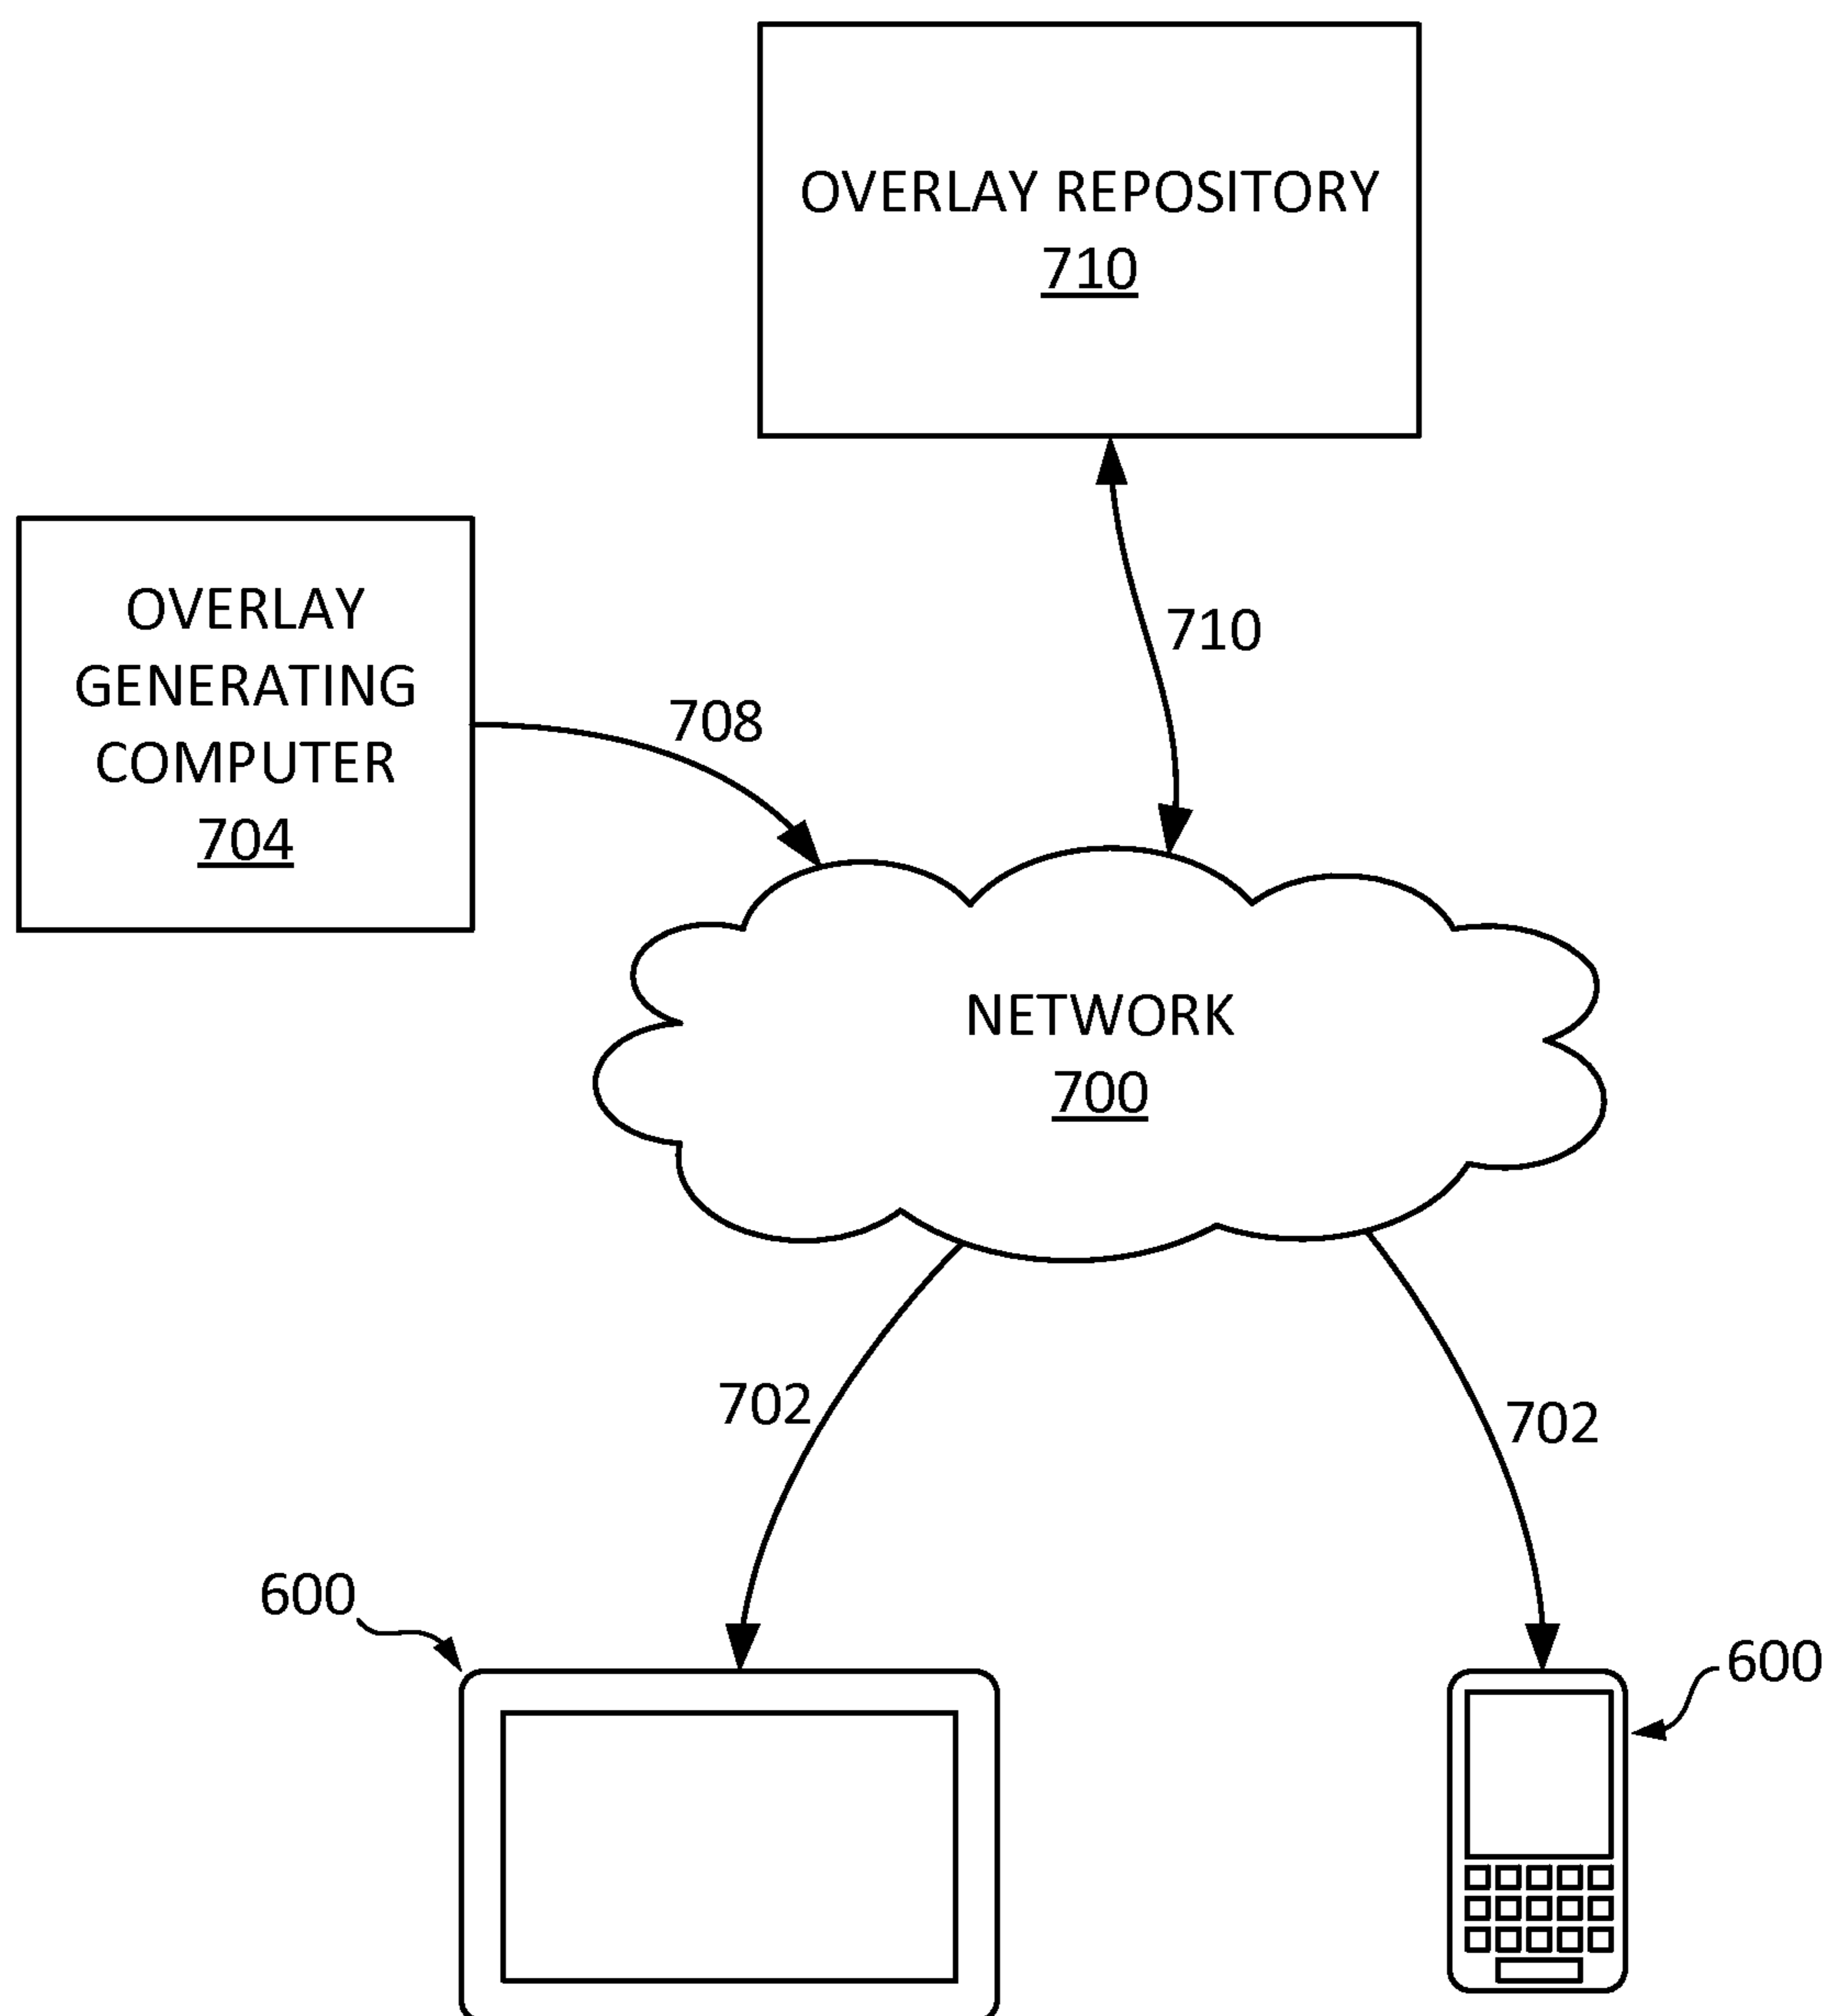 OVERLAY REPOSITORY
710
710
OVERLAY
GENERATING
COMPUTER
704
708
NETWORK
700
702
702
600
600